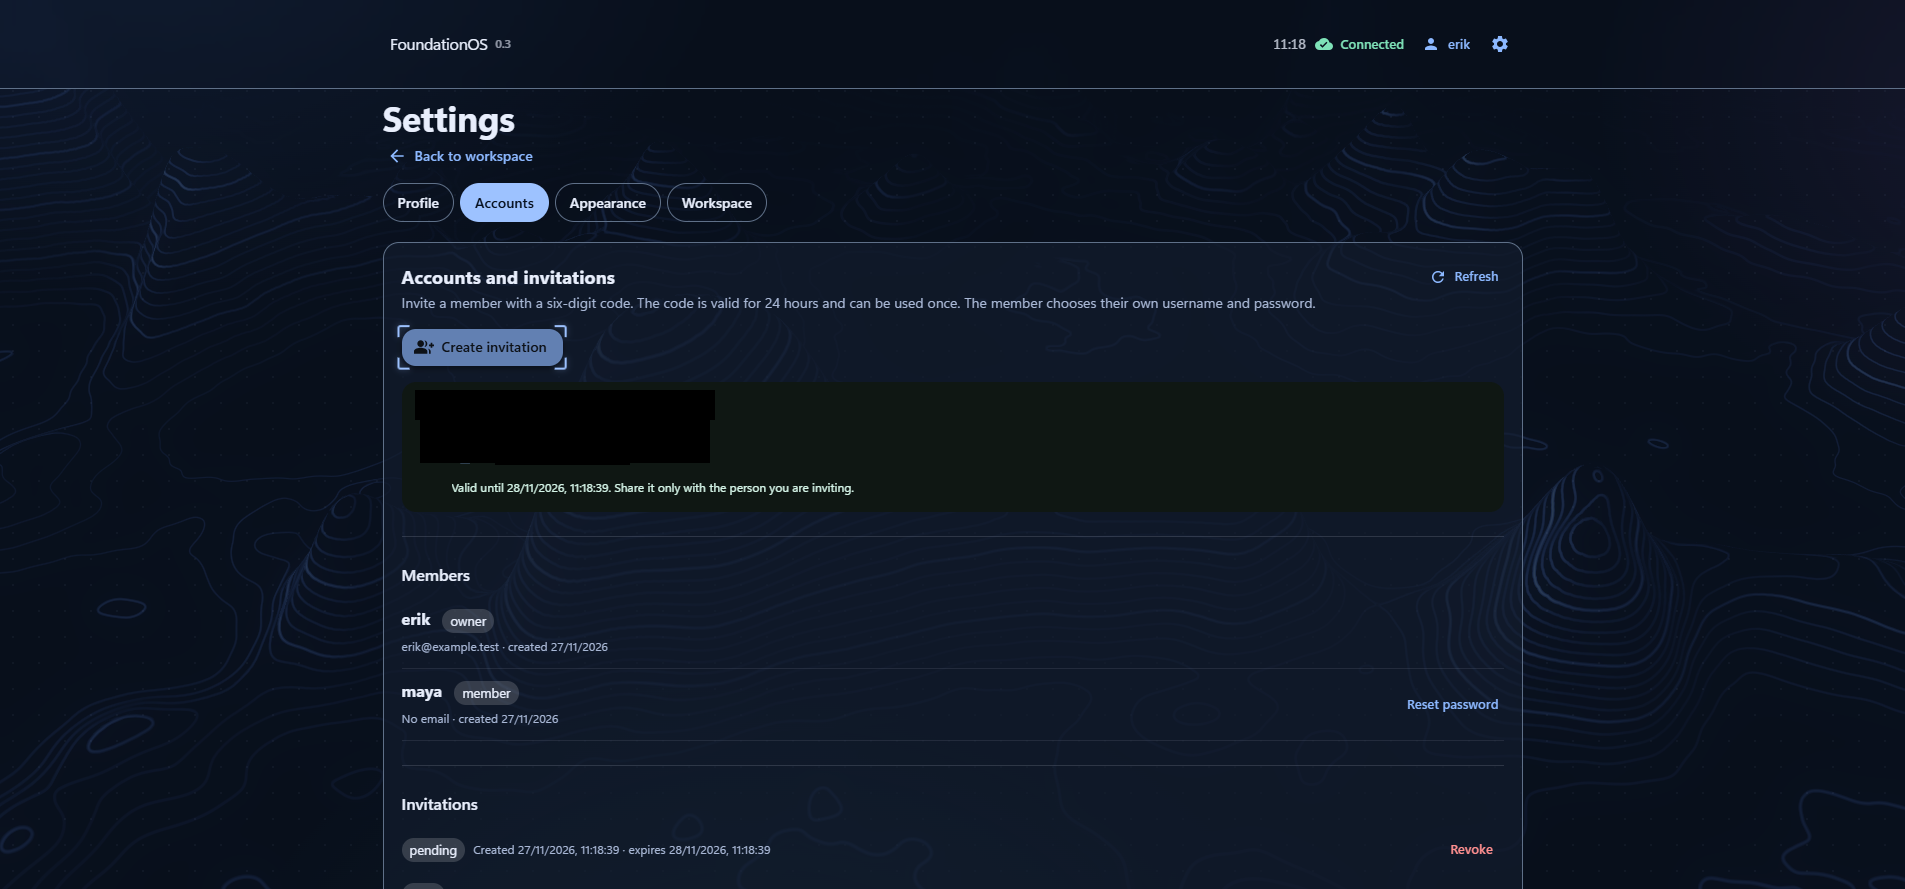 FoundationOS 0.3
11:18 Connected erik
Settings
Back to workspace
Profile Accounts Appearance Workspace
Accounts and invitations
Refresh
Invite a member with a six-digit code. The code is valid for 24 hours and can be used once. The member chooses their own username and password.
Create invitation
Valid until 28/11/2026, 11:18:39. Share it only with the person you are inviting.
Members
erik owner
erik@example.test · created 27/11/2026
maya member
No email · created 27/11/2026
Reset password
Invitations
pending Created 27/11/2026, 11:18:39 · expires 28/11/2026, 11:18:39
Revoke